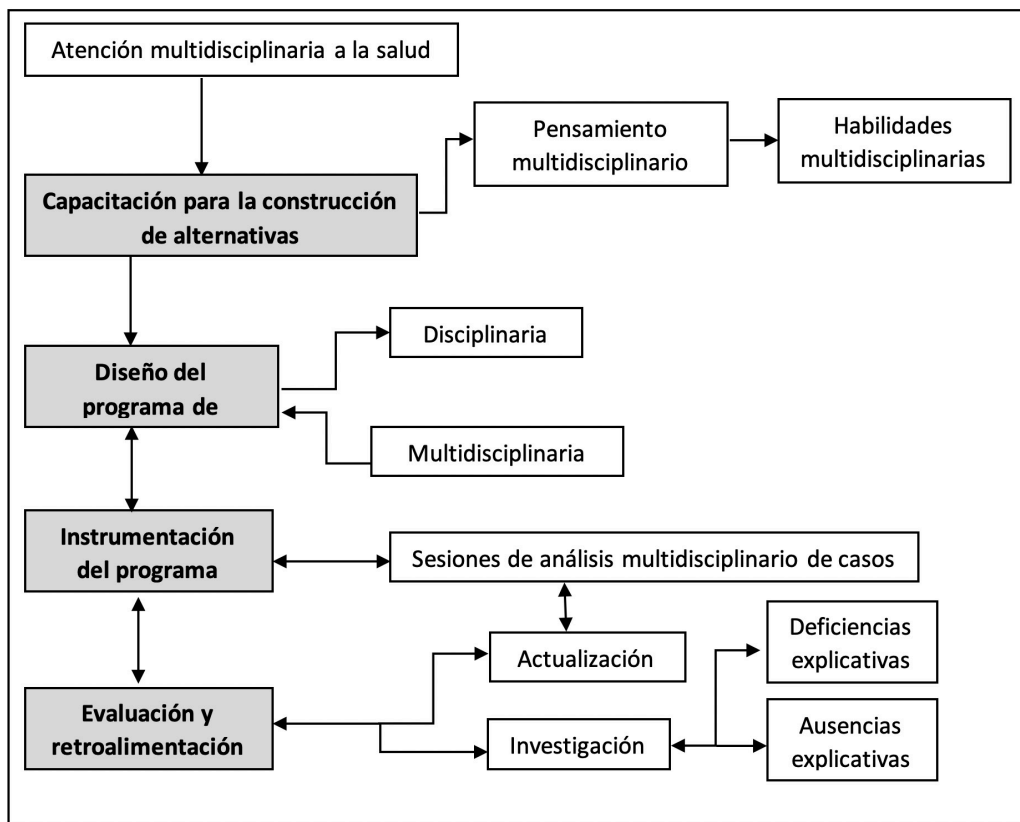 Atención multidisciplinaria a la salud
Pensamiento
multidisciplinario
Habilidades
multidisciplinarias
Capacitación para la construcción
de alternativas
Disciplinaria
Diseño del
programa de
Multidisciplinaria
Instrumentación
del programa
Sesiones de análisis multidisciplinario de casos
Actualización
Deficiencias
explicativas
Evaluación y
retroalimentación
Investigación
Ausencias
explicativas